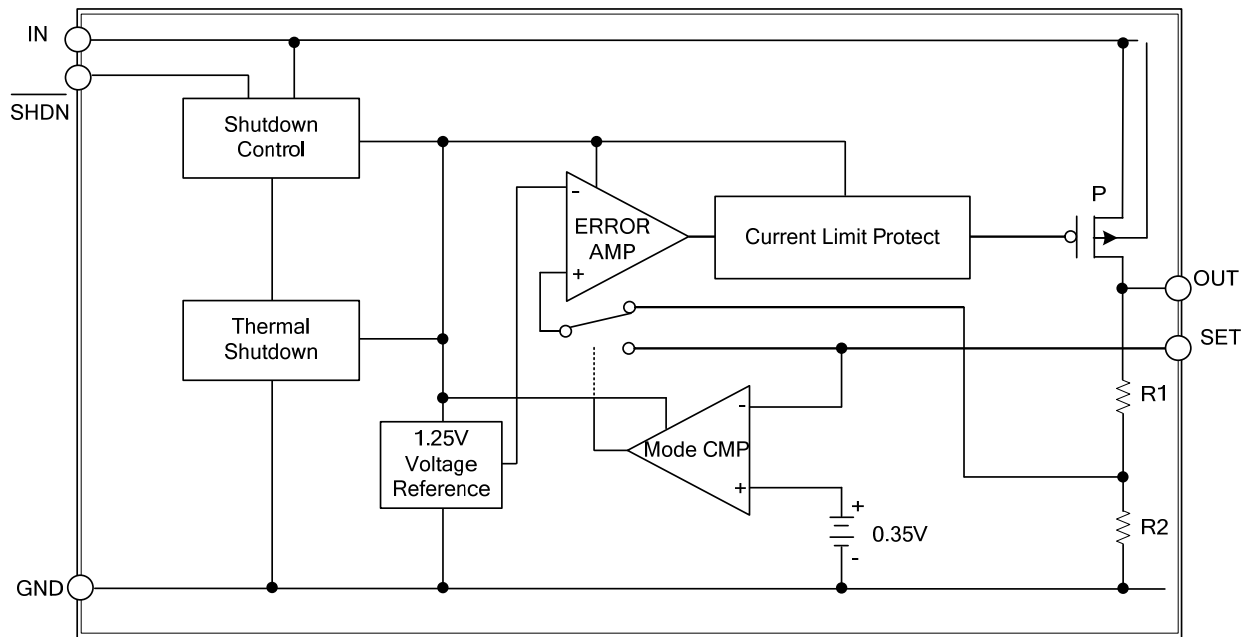 IN
SHDN
Shutdown
Control
P
-
ERROR
AMP
+
Current Limit Protect
OUT
Thermal
Shutdown
SET
R1
-
1.25V
Voltage
Reference
Mode CMP
+
+
0.35V
-
R2
GND